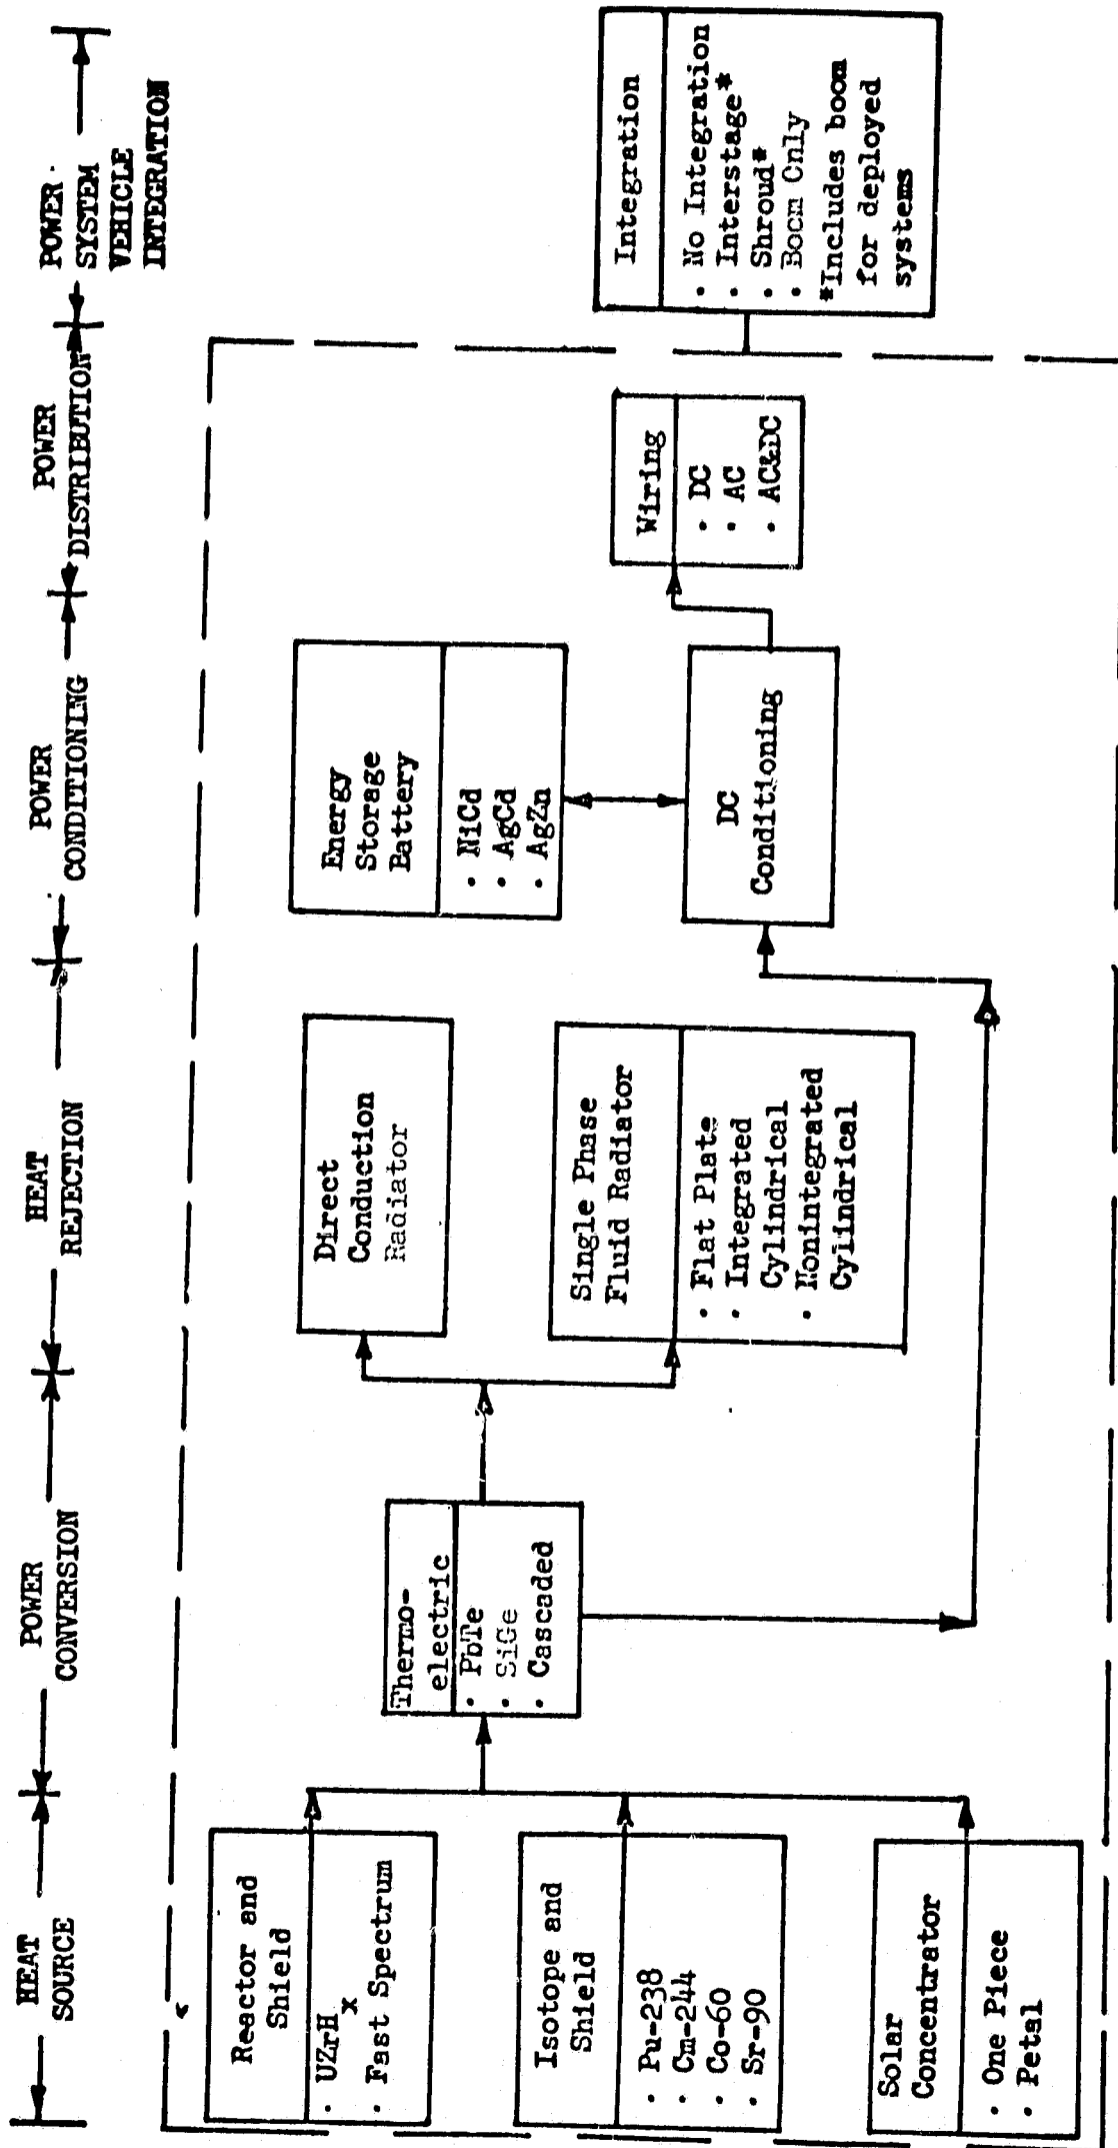 HEAT
SOURCE
POWER
CONVERSION
HEAT
REJECTION
POWER
CONDITIONING
POWER
DISTRIBUTION
POWER
SYSTEM
VEHICLE
INTEGRATION
Reactor and
Shield
• UZrHx
• Fast Spectrum
Isotope and
Shield
• Pu-238
• Cm-244
• Co-60
• Sr-90
Solar
Concentrator
• One Piece
• Petal
Thermo-
electric
• PbTe
• SiGe
• Cascaded
Direct
Conduction
Radiator
Single Phase
Fluid Radiator
• Flat Plate
• Integrated
Cylindrical
• Nonintegrated
Cylindrical
Energy
Storage
Battery
• NiCd
• AgCd
• AgZn
DC
Conditioning
Wiring
• DC
• AC
• AC&DC
Integration
• No Integration
• Interstage*
• Shroud*
• Boom Only
*Includes boom
for deployed
systems